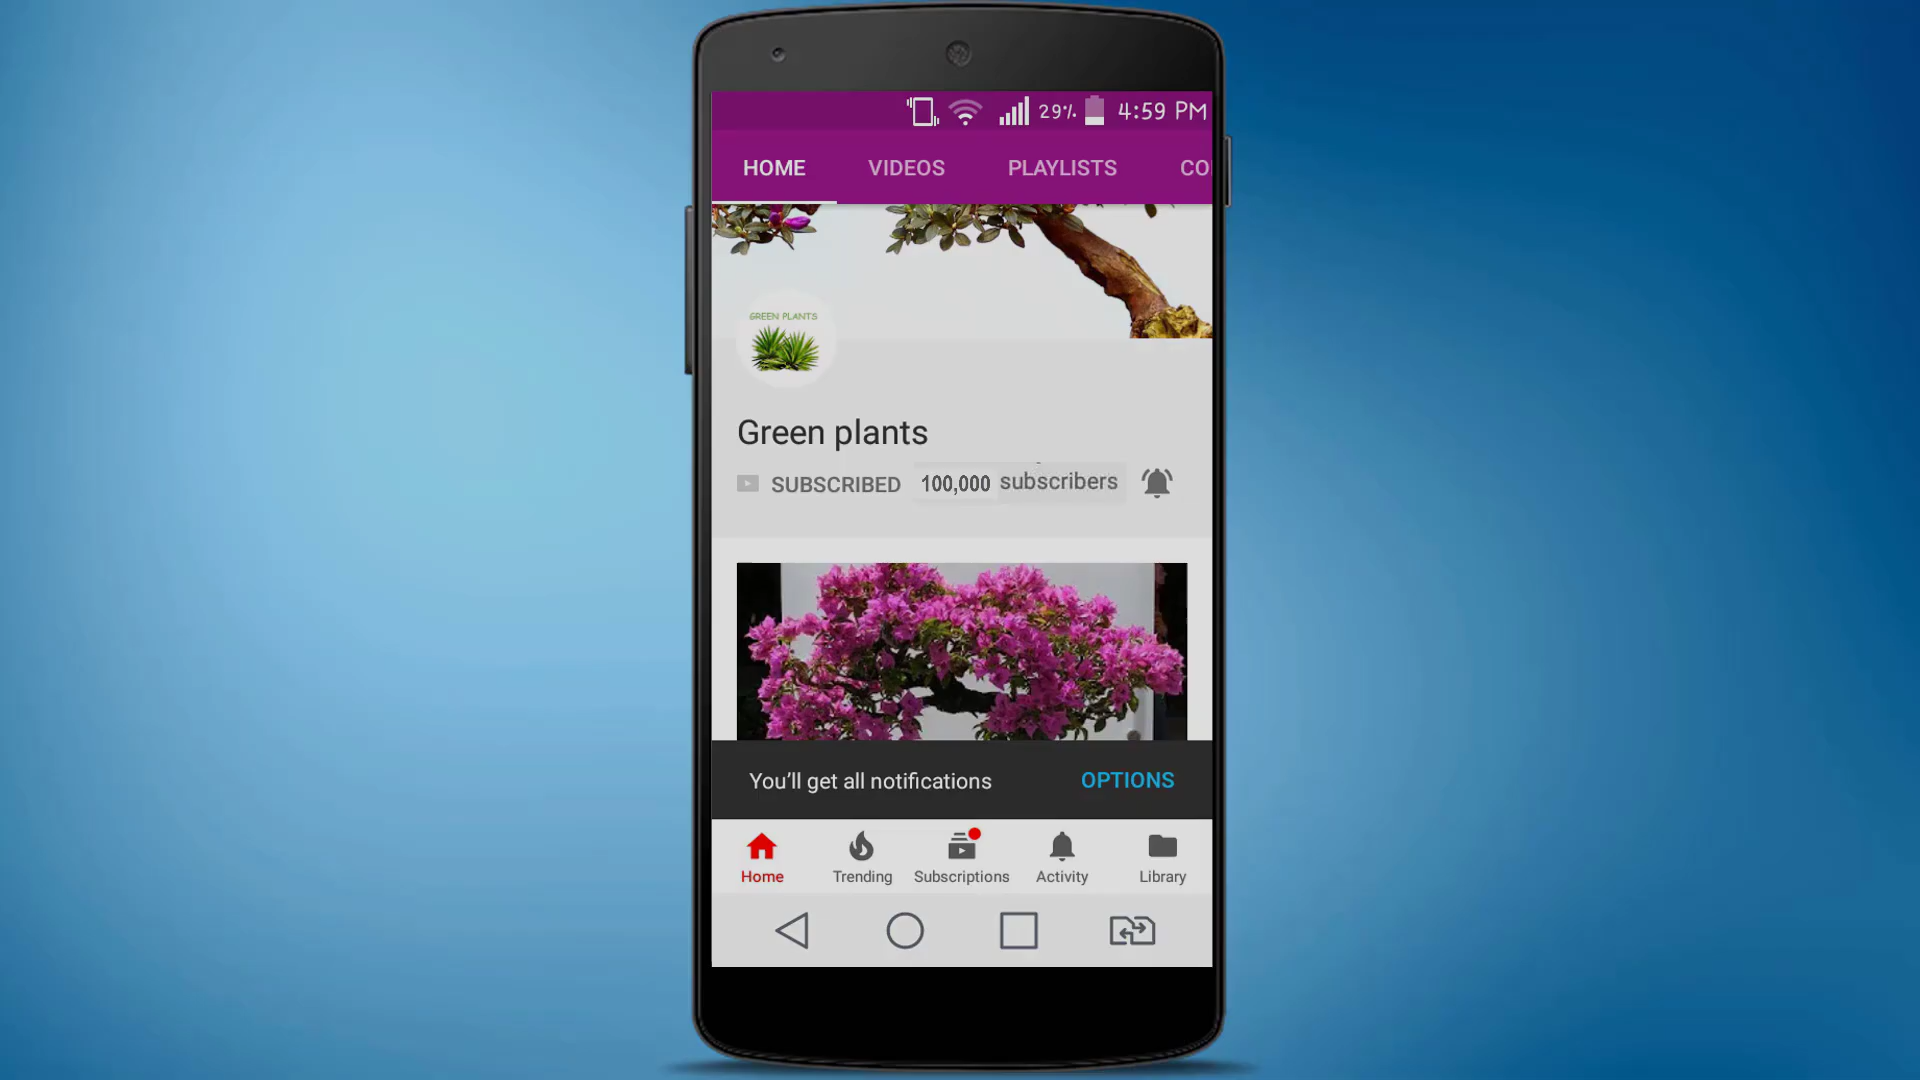 29% 4:59 PM
HOME VIDEOS PLAYLISTS CO
GREEN PLANTS
Green plants
SUBSCRIBED 100,000 subscribers
You'll get all notifications OPTIONS
Home Trending Subscriptions Activity Library